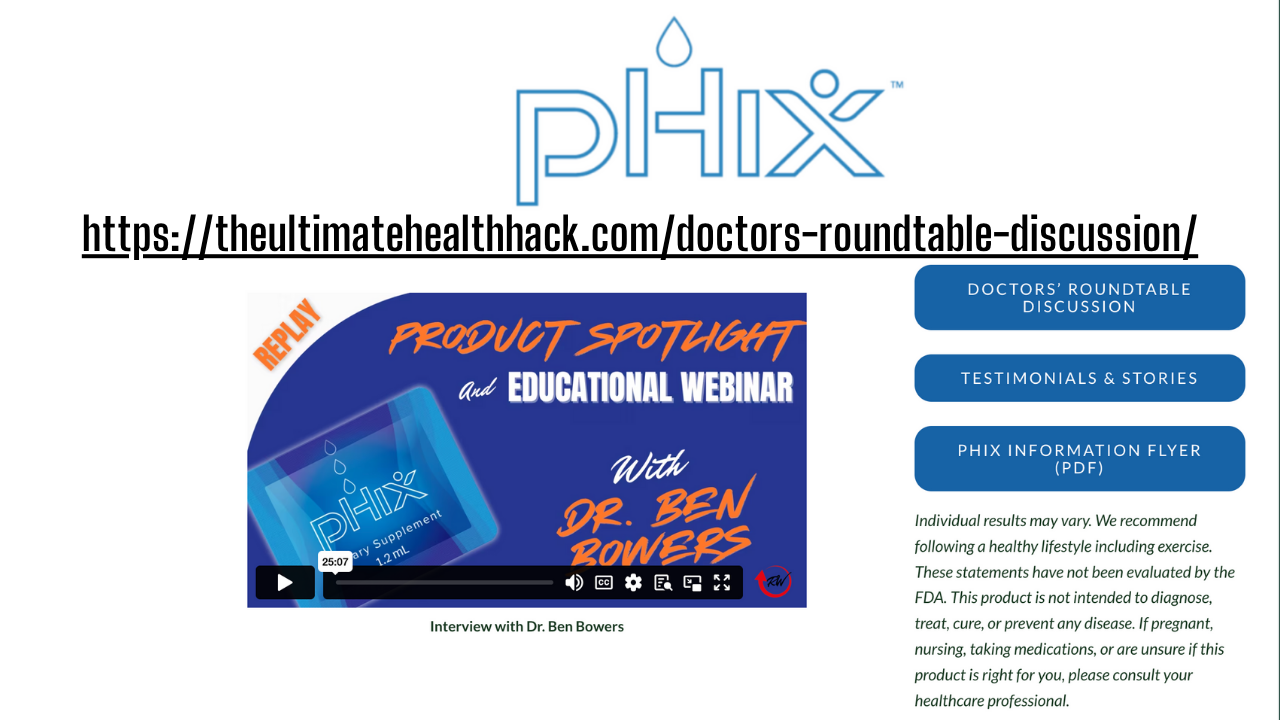 pHix™
https://theultimatehealthhack.com/doctors-roundtable-discussion/
REPLAY
PRODUCT SPOTLIGHT
And EDUCATIONAL WEBINAR
With
DR. BEN
BOWERS
pHix
ary Supplement
1.2 mL
25:07
CC
RW
Interview with Dr. Ben Bowers
DOCTORS’ ROUNDTABLE
DISCUSSION
TESTIMONIALS & STORIES
PHIX INFORMATION FLYER
(PDF)
Individual results may vary. We recommend
following a healthy lifestyle including exercise.
These statements have not been evaluated by the
FDA. This product is not intended to diagnose,
treat, cure, or prevent any disease. If pregnant,
nursing, taking medications, or are unsure if this
product is right for you, please consult your
healthcare professional.